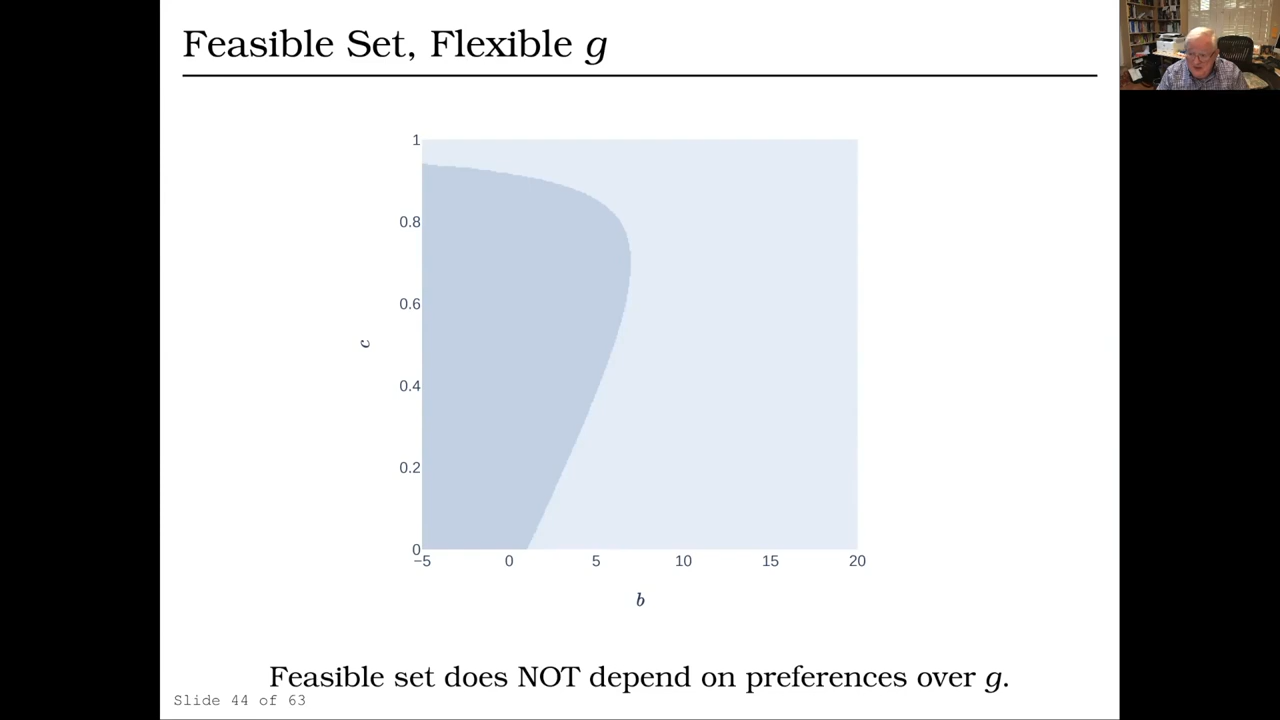 Feasible Set, Flexible g
1
0.8
0.6
0.4
0.2
0
c
−5 0 5 10 15 20
b
Feasible set does NOT depend on preferences over g.
Slide 44 of 63